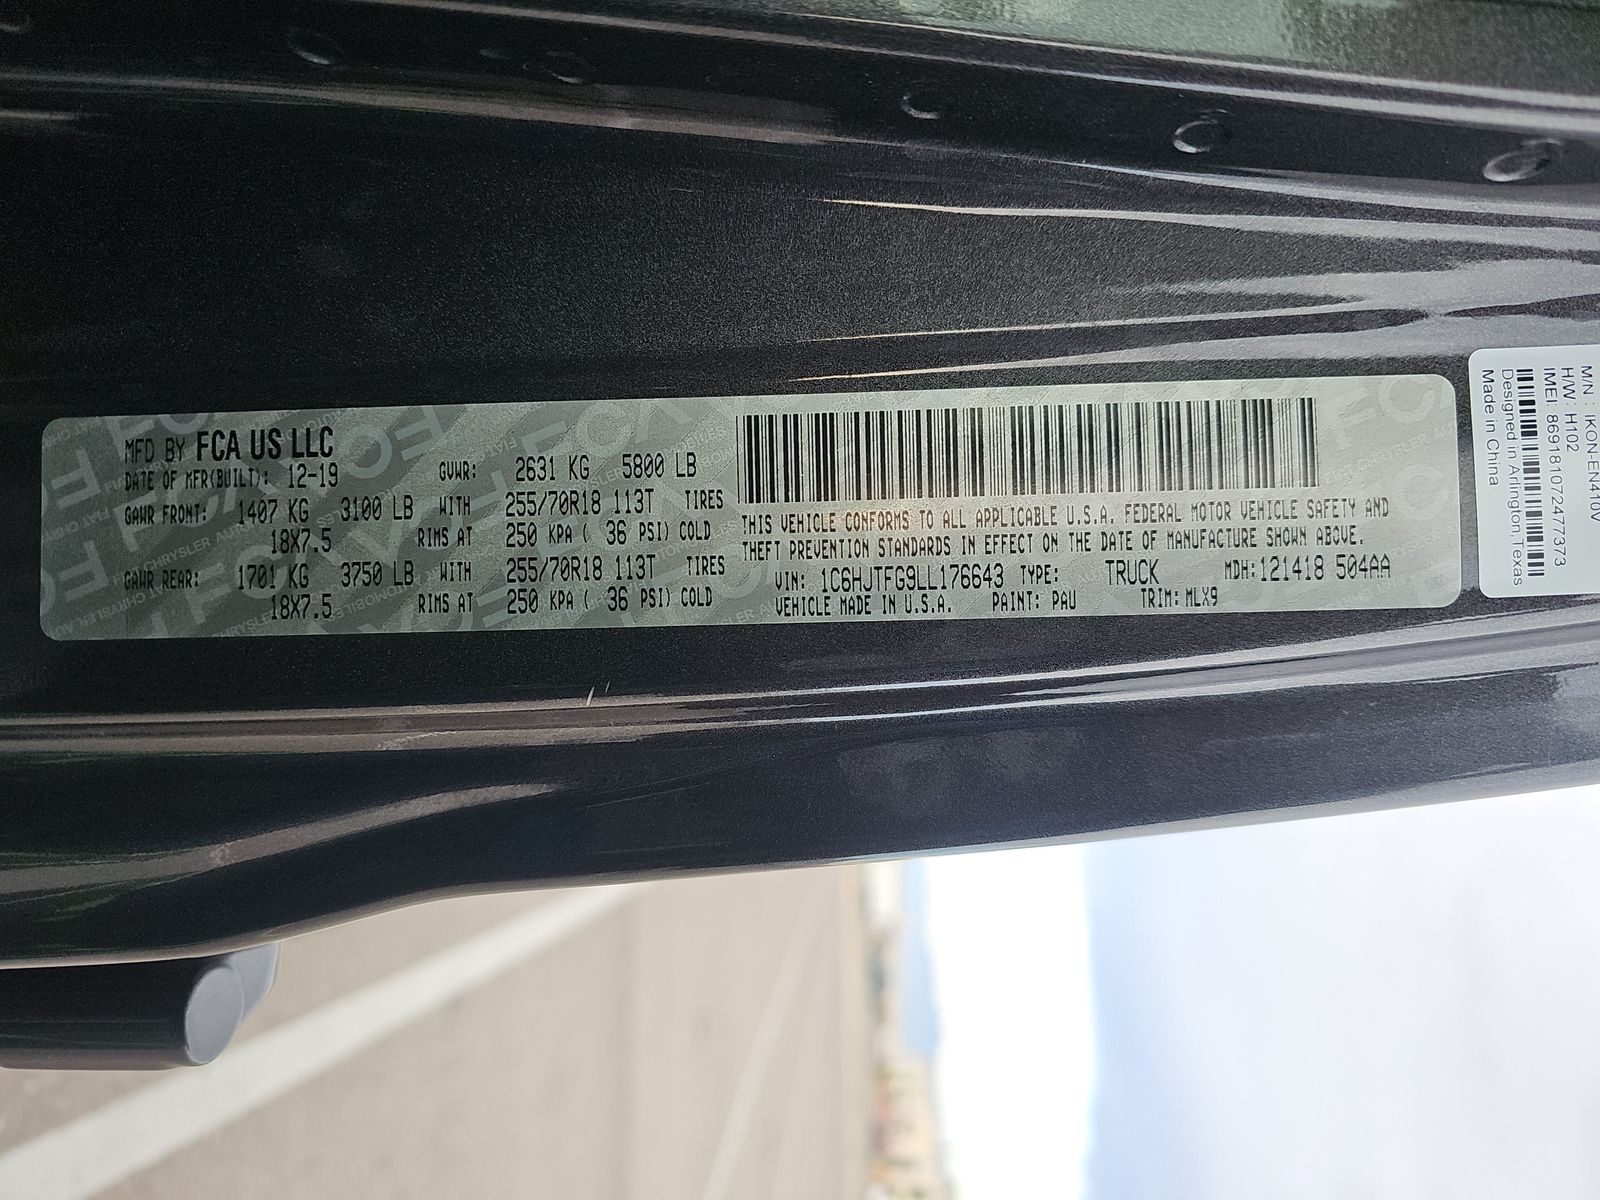 MFD BY FCA US LLC
DATE OF MFR(BUILT): 12-19 GVWR: 2631 KG 5800 LB
GAWR FRONT: 1407 KG 3100 LB WITH 255/70R18 113T TIRES
18X7.5 RIMS AT 250 KPA ( 36 PSI) COLD
GAWR REAR: 1701 KG 3750 LB WITH 255/70R18 113T TIRES
18X7.5 RIMS AT 250 KPA ( 36 PSI) COLD
THIS VEHICLE CONFORMS TO ALL APPLICABLE U.S.A. FEDERAL MOTOR VEHICLE SAFETY AND
THEFT PREVENTION STANDARDS IN EFFECT ON THE DATE OF MANUFACTURE SHOWN ABOVE.
VIN: 1C6HJTFG9LL176643 TYPE: TRUCK MDH:121418 504AA
VEHICLE MADE IN U.S.A. PAINT: PAU TRIM: MLX9
M/N : IKON-EN410V
H/W : H102
IMEI: 869181072477373
Designed in Arlington,Texas
Made in China